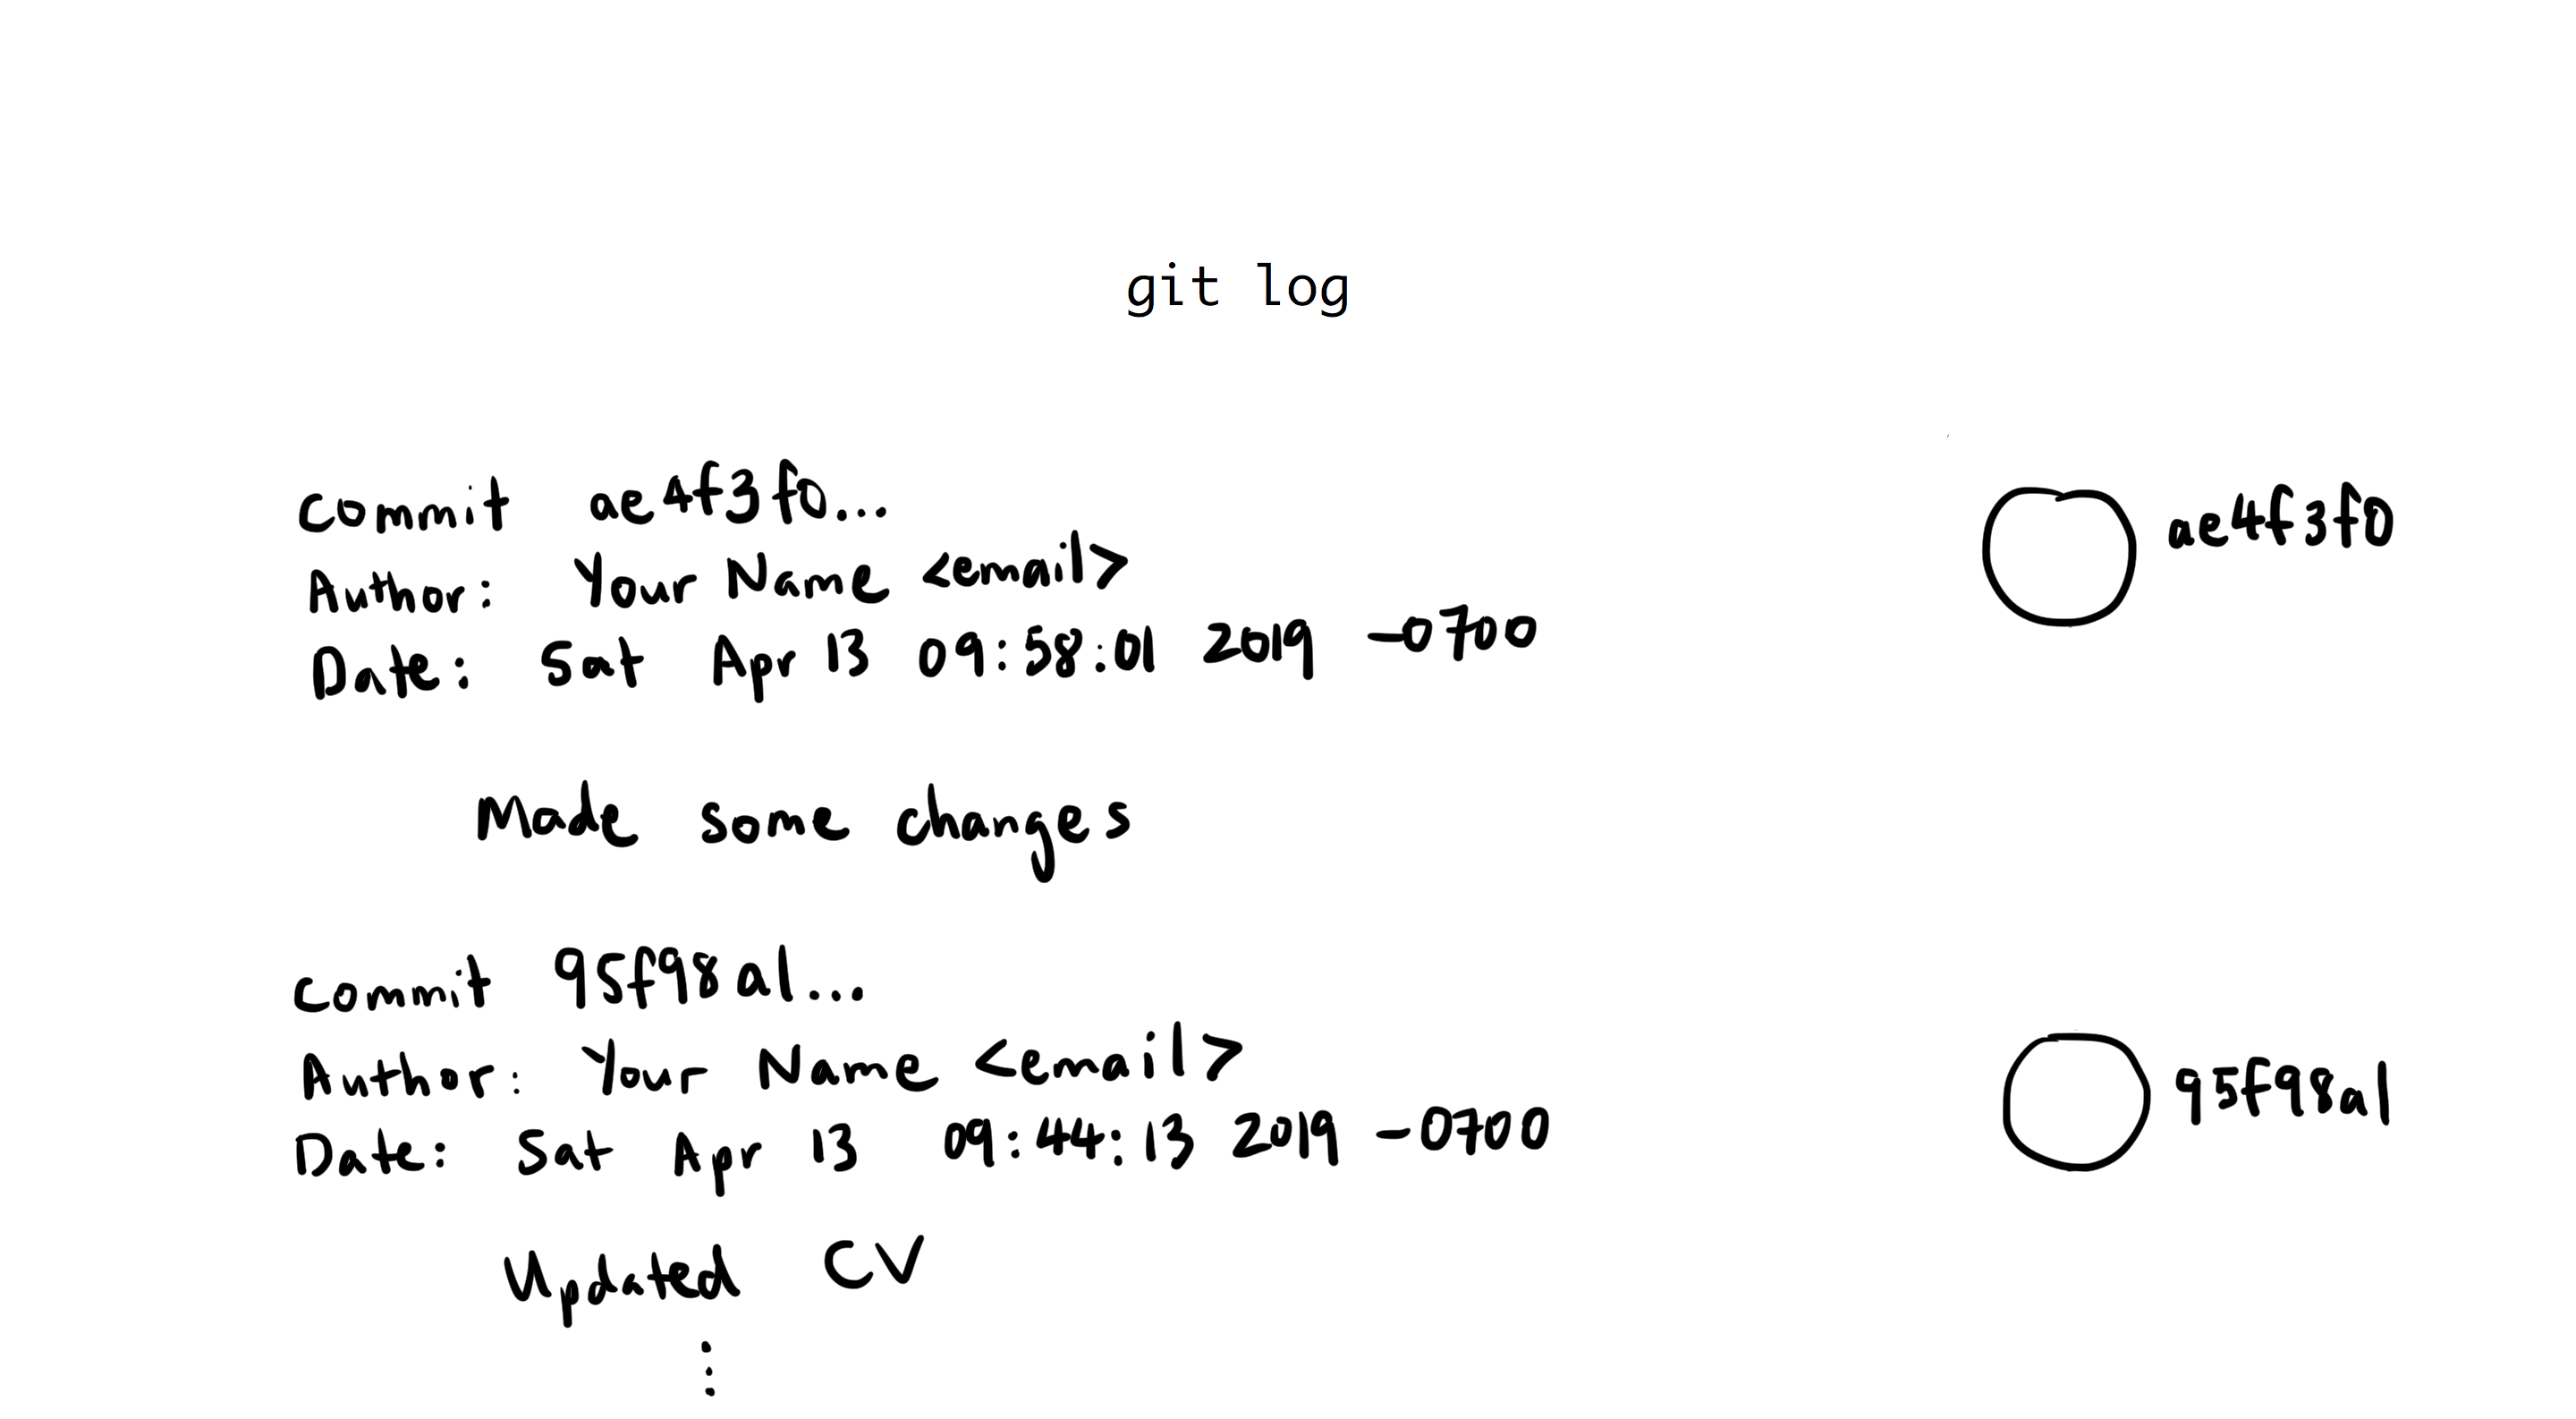 git log
commit ae4f3f0...
ae4f3f0
Author: Your Name <email>
Date: Sat Apr 13 09:58:01 2019 -0700
Made some changes
commit 95f98a1...
Author: Your Name <email>
95f98a1
Date: Sat Apr 13 09:44:13 2019 -0700
Updated CV
⋮